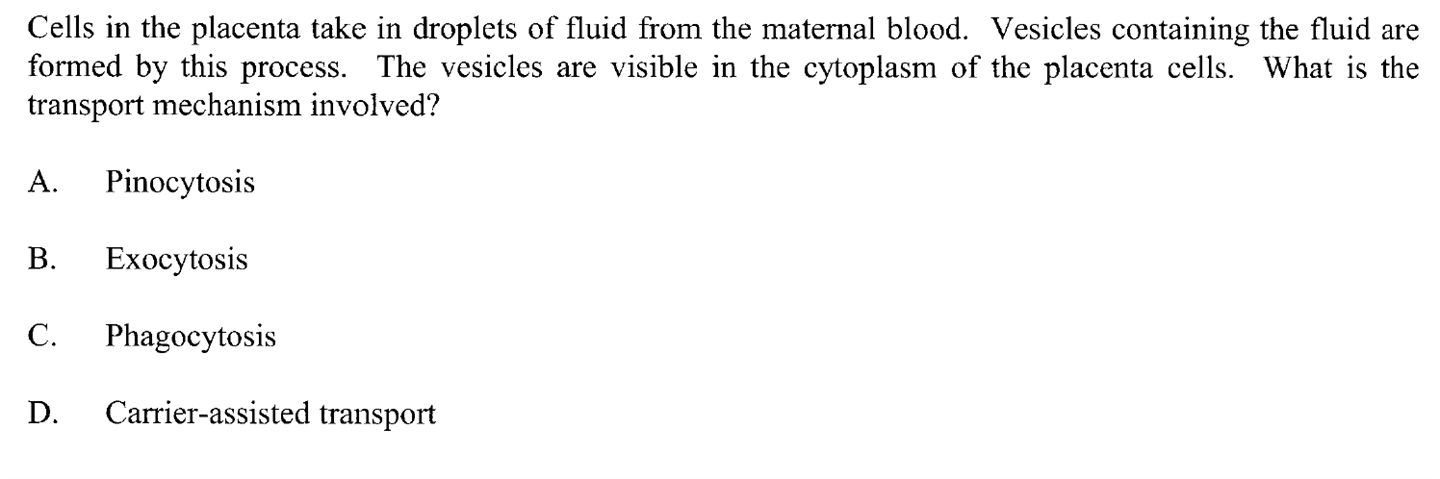 Cells in the placenta take in droplets of fluid from the maternal blood. Vesicles containing the fluid are
formed by this process. The vesicles are visible in the cytoplasm of the placenta cells. What is the
transport mechanism involved?
A. Pinocytosis
B. Exocytosis
C. Phagocytosis
D. Carrier-assisted transport